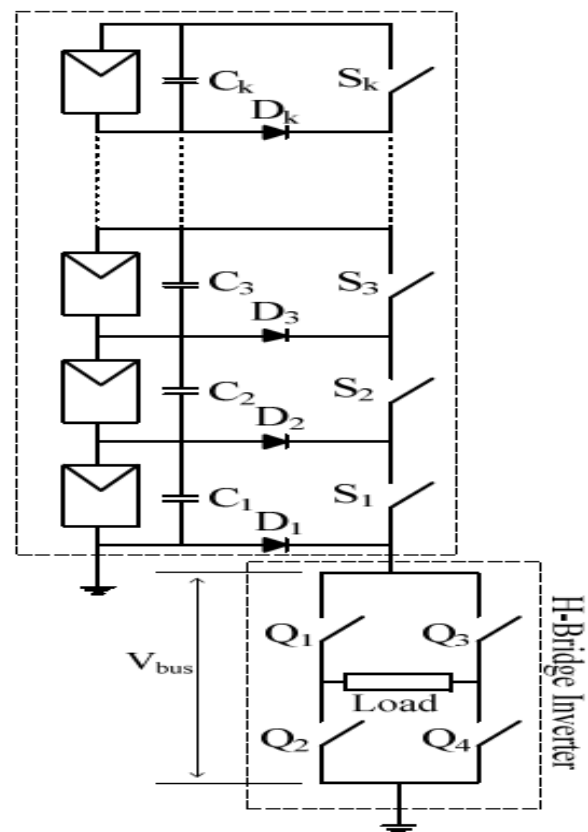 Cₖ
Sₖ
Dₖ
C₃
S₃
D₃
C₂
S₂
D₂
C₁
S₁
D₁
H-Bridge Inverter
V_bus
Q₁
Q₃
Load
Q₂
Q₄